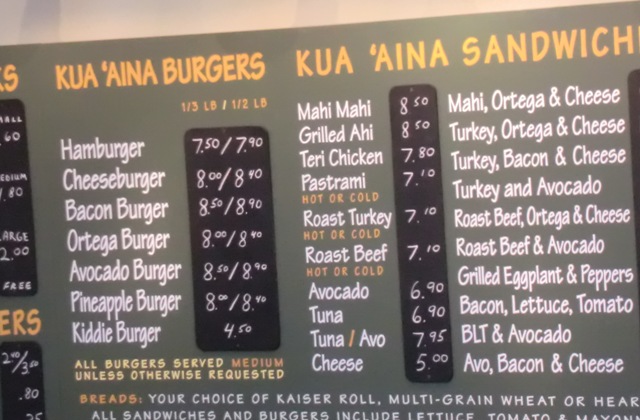 KUA 'AINA BURGERS
1/3 LB / 1/2 LB
Hamburger 7.50/7.90
Cheeseburger 8.00/8.40
Bacon Burger 8.50/8.90
Ortega Burger 8.00/8.40
Avocado Burger 8.50/8.90
Pineapple Burger 8.00/8.40
Kiddie Burger 4.50
ALL BURGERS SERVED MEDIUM
UNLESS OTHERWISE REQUESTED
KUA 'AINA SANDWICH
Mahi Mahi 8 50
Grilled Ahi 8 50
Teri Chicken 7.80
Pastrami 7.10
HOT OR COLD
Roast Turkey 7.10
HOT OR COLD
Roast Beef 7.10
HOT OR COLD
Avocado 6.90
Tuna 6.90
Tuna / Avo 7.95
Cheese 5.00
Mahi, Ortega & Cheese
Turkey, Ortega & Cheese
Turkey, Bacon & Cheese
Turkey and Avocado
Roast Beef, Ortega & Cheese
Roast Beef & Avocado
Grilled Eggplant & Peppers
Bacon, Lettuce, Tomato
BLT & Avocado
Avo, Bacon & Cheese
BREADS: YOUR CHOICE OF KAISER ROLL, MULTI-GRAIN WHEAT OR
ALL SANDWICHES AND BURGERS INCLUDE LETTUCE, TOMATO &
.60
.80
2.00
FREE
.80